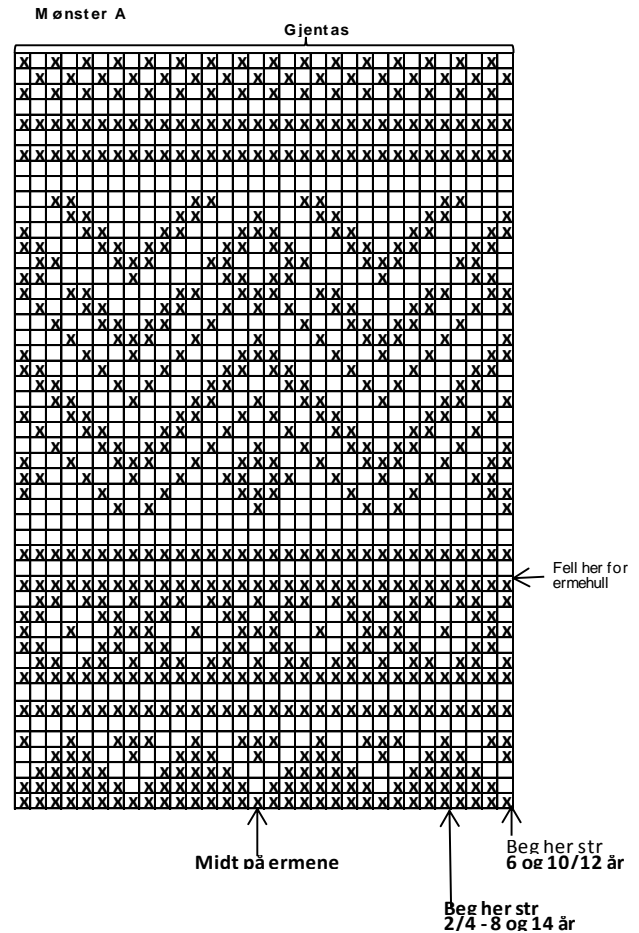 Mønster A
Gjentas
Fell her for
ermehull
Midt på ermene
Beg her str
6 og 10/12 år
Beg her str
2/4 - 8 og 14 år